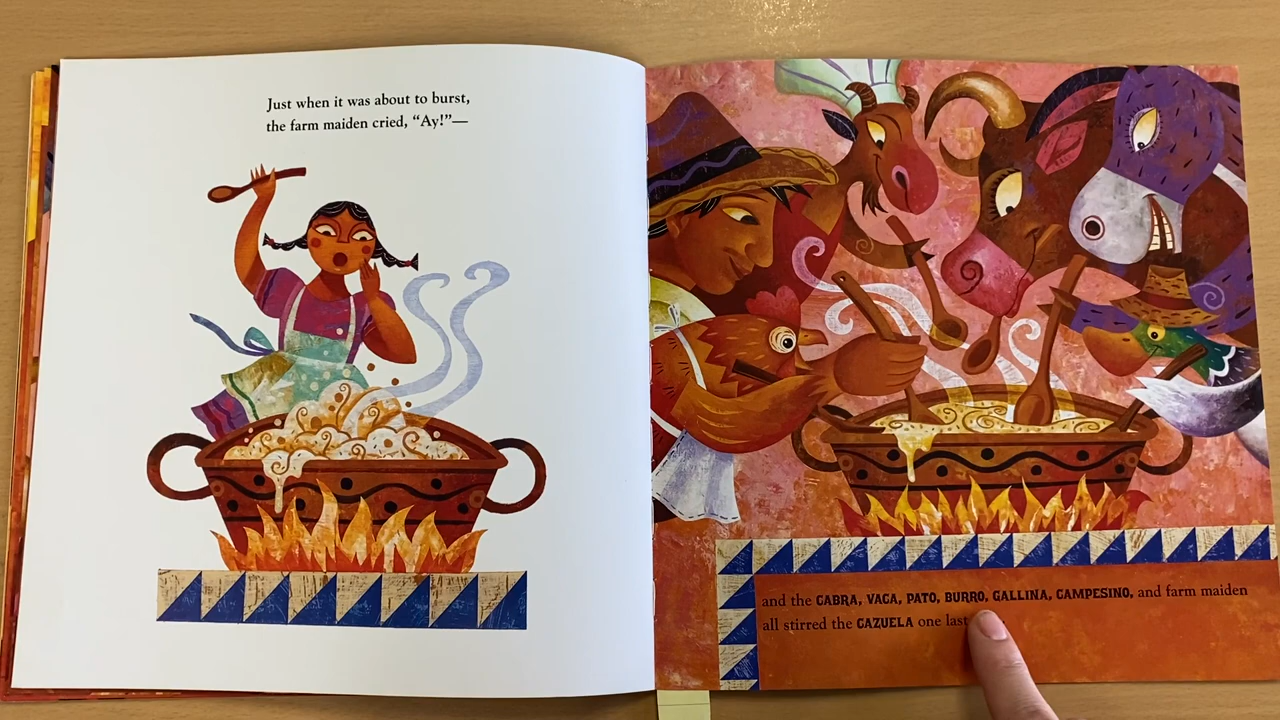 Just when it was about to burst,
the farm maiden cried, “Ay!”—
and the CABRA, VACA, PATO, BURRO, GALLINA, CAMPESINO, and farm maiden
all stirred the CAZUELA one last